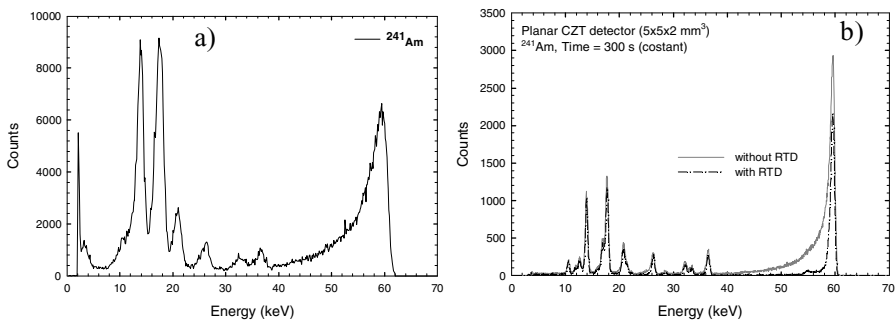 a)
²⁴¹Am
10000
8000
6000
4000
2000
0
Counts
0 10 20 30 40 50 60 70
Energy (keV)
b)
Planar CZT detector (5x5x2 mm³)
²⁴¹Am, Time = 300 s (costant)
without RTD
with RTD
3500
3000
2500
2000
1500
1000
500
0
Counts
0 10 20 30 40 50 60 70
Energy (keV)